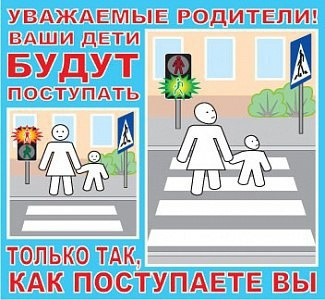 УВАЖАЕМЫЕ РОДИТЕЛИ!
ВАШИ ДЕТИ
БУДУТ
ПОСТУПАТЬ
ТОЛЬКО ТАК,
КАК ПОСТУПАЕТЕ ВЫ